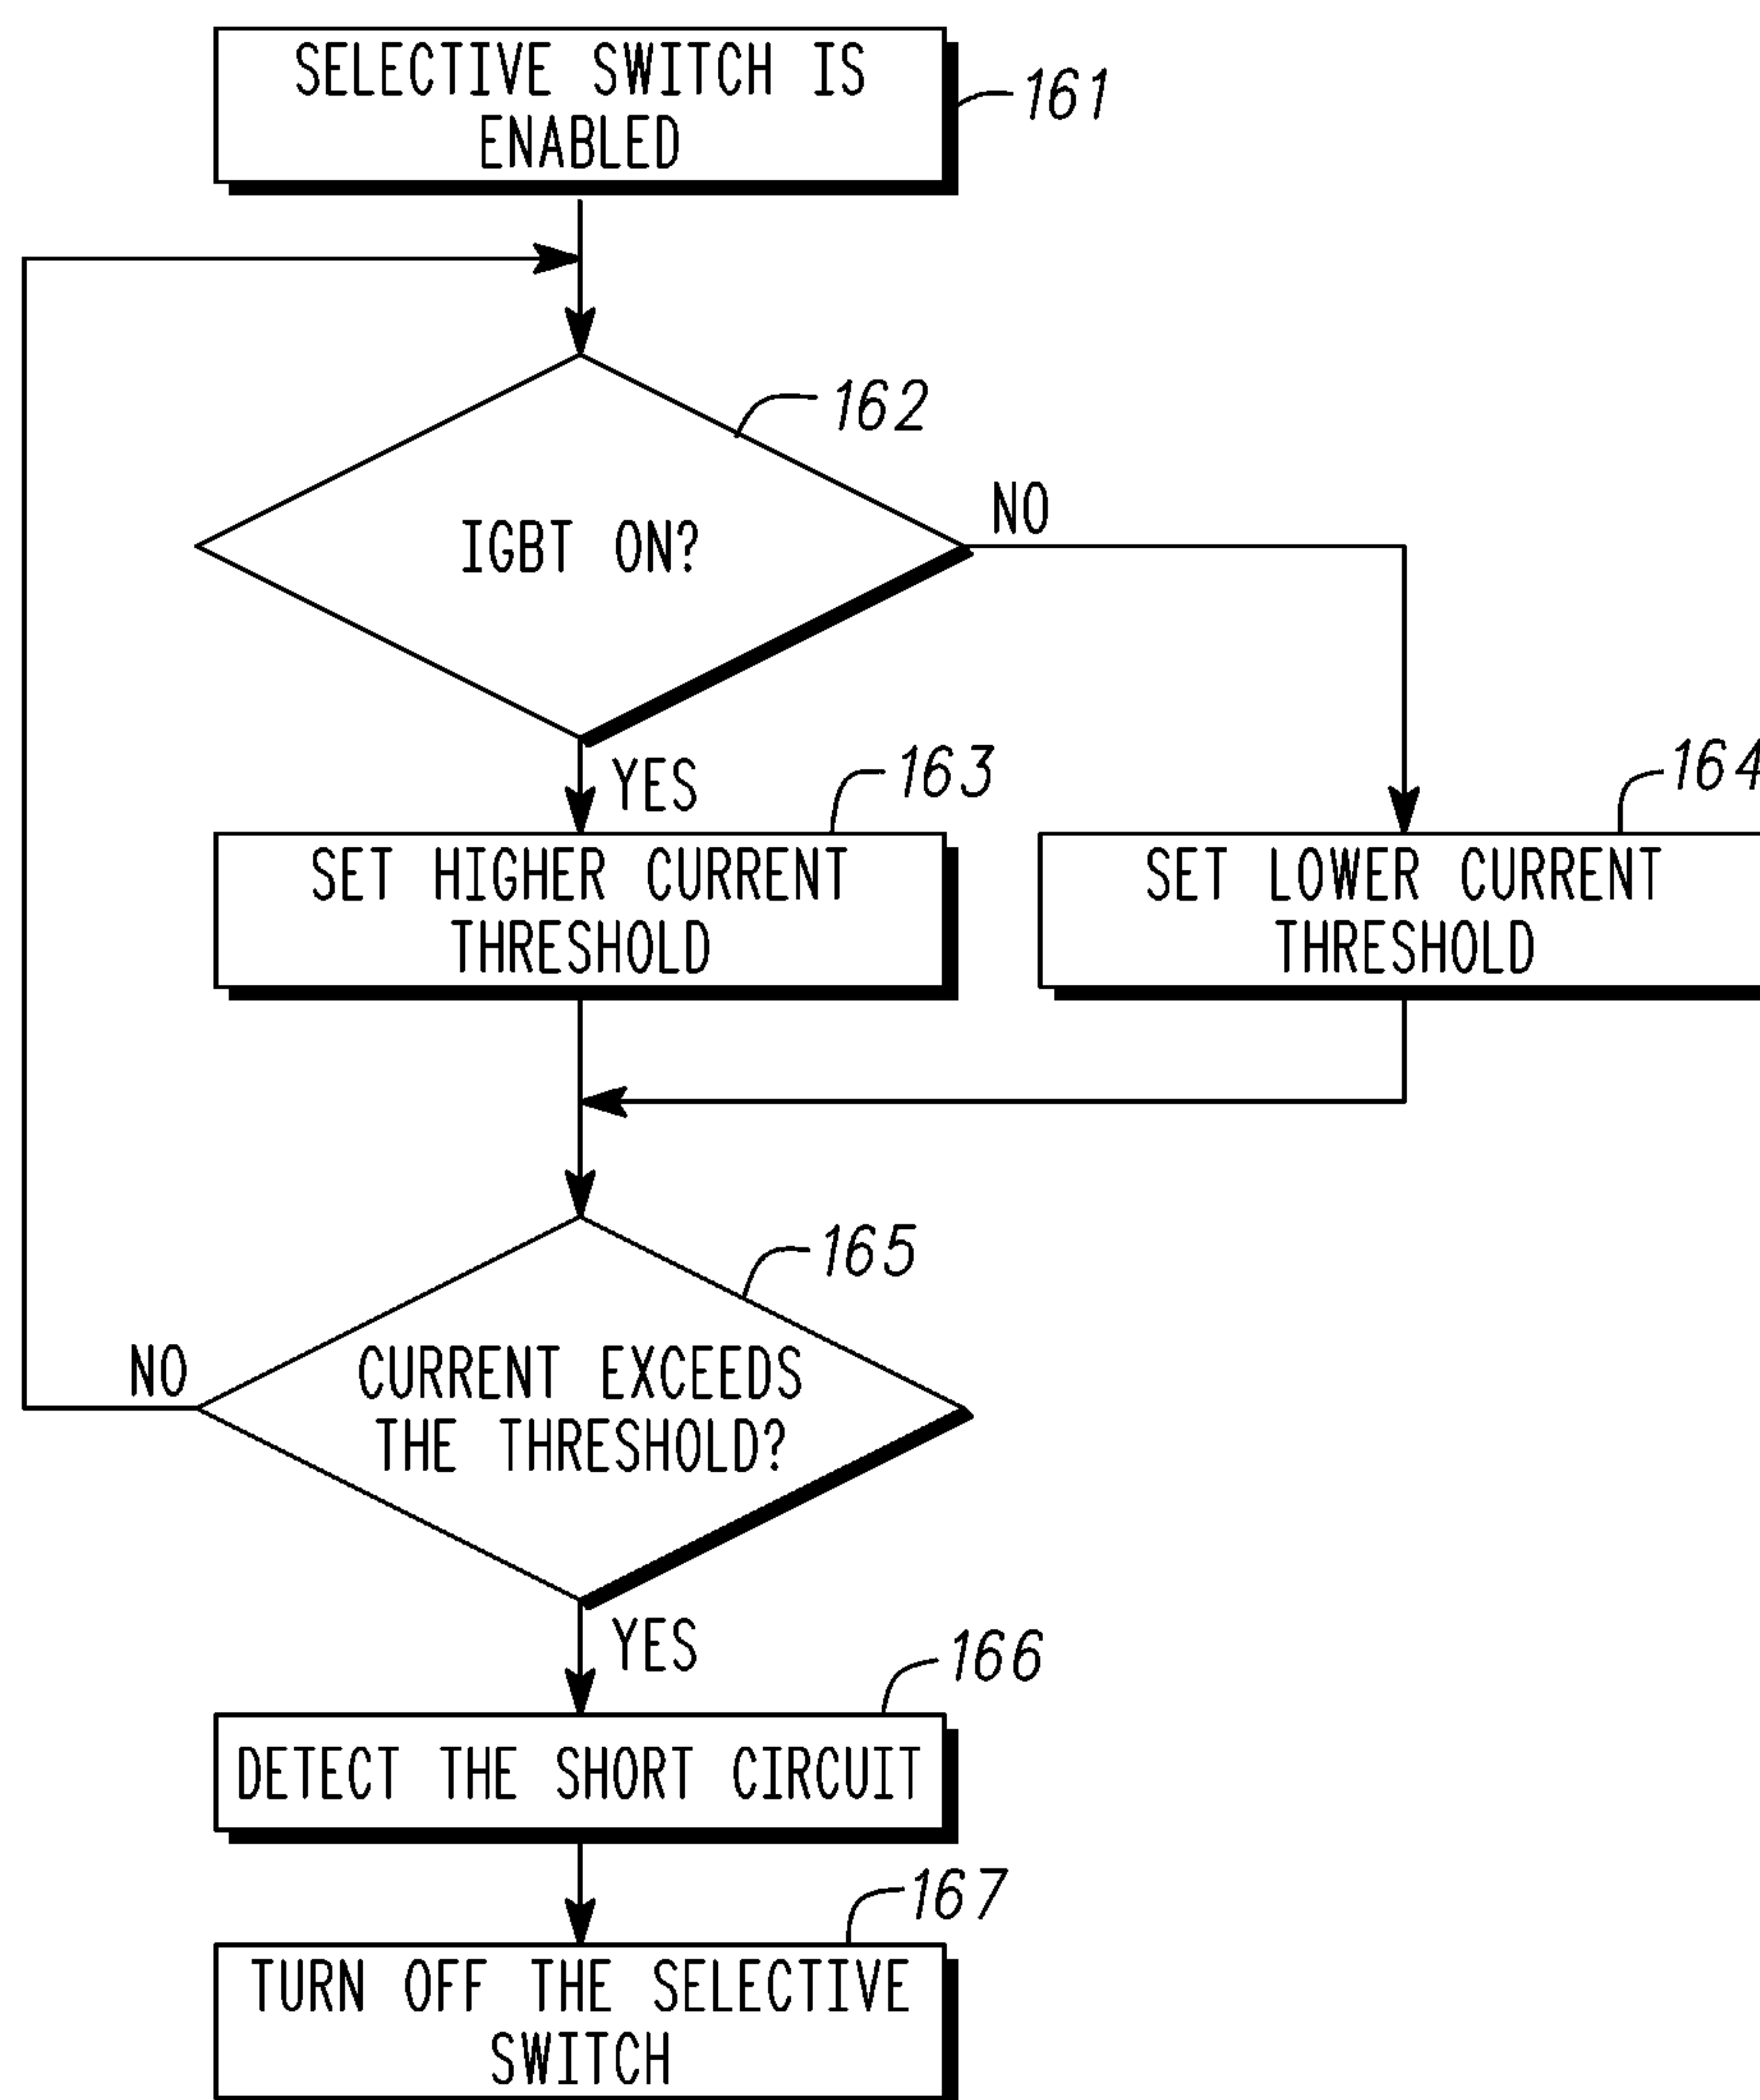 SELECTIVE SWITCH IS
ENABLED
161
162
IGBT ON?
NO
YES
163
164
SET HIGHER CURRENT
THRESHOLD
SET LOWER CURRENT
THRESHOLD
165
NO
CURRENT EXCEEDS
THE THRESHOLD?
YES
166
DETECT THE SHORT CIRCUIT
167
TURN OFF THE SELECTIVE
SWITCH